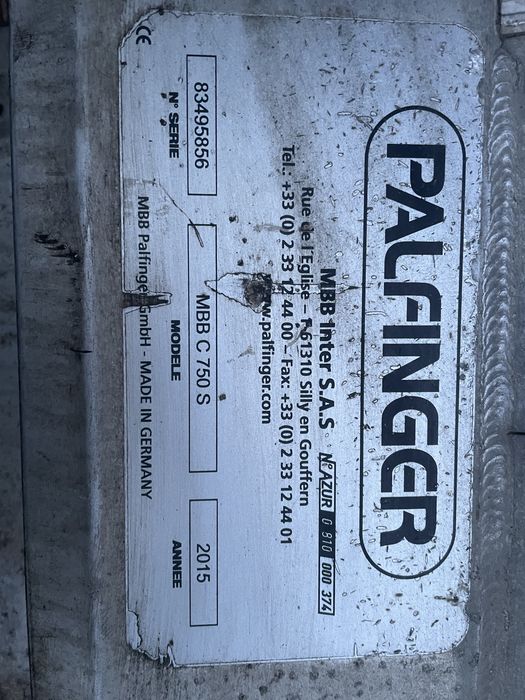 PALFINGER
MBB Inter S.A.S N° AZUR 0 810 000 374
Rue de l'Eglise – F-61310 Silly en Gouffern
Tel.: +33 (0) 2 33 12 44 00 – Fax: +33 (0) 2 33 12 44 01
www.palfinger.com
83495856 MBB C 750 S 2015
N° SERIE MODELE ANNEE
CE MBB Palfinger GmbH - MADE IN GERMANY